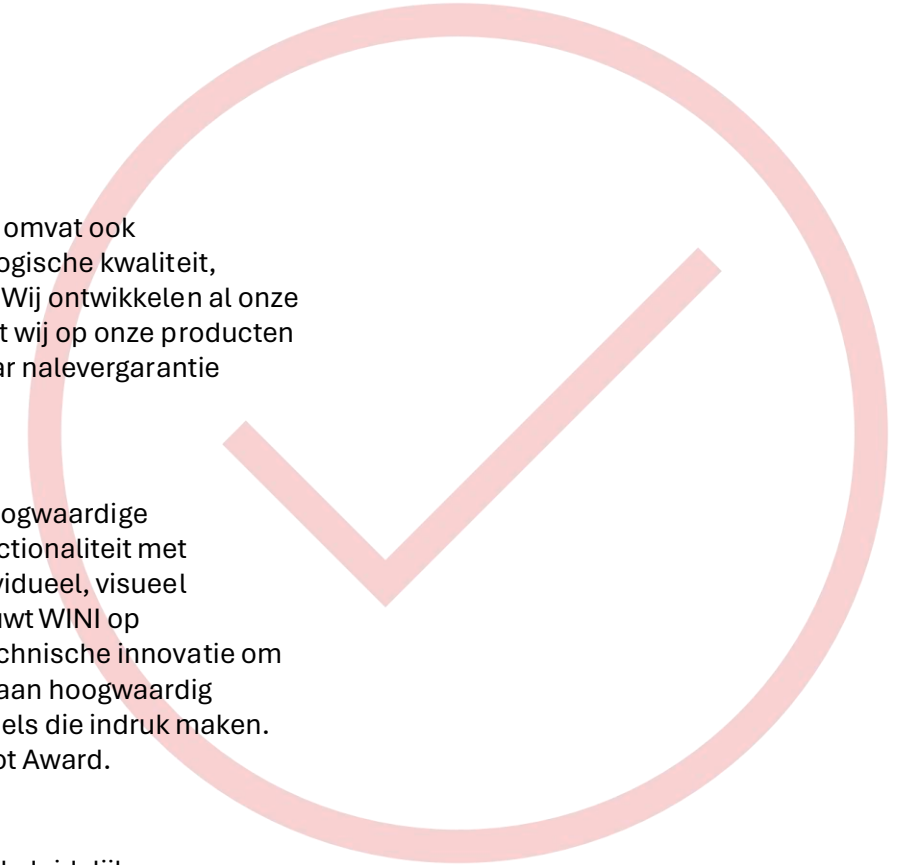 omvat ook
ogische kwaliteit,
Wij ontwikkelen al onze
t wij op onze producten
ar nalevergarantie
ogwaardige
ctionaliteit met
vidueel, visueel
uwt WINI op
chnische innovatie om
aan hoogwaardig
els die indruk maken.
ot Award.